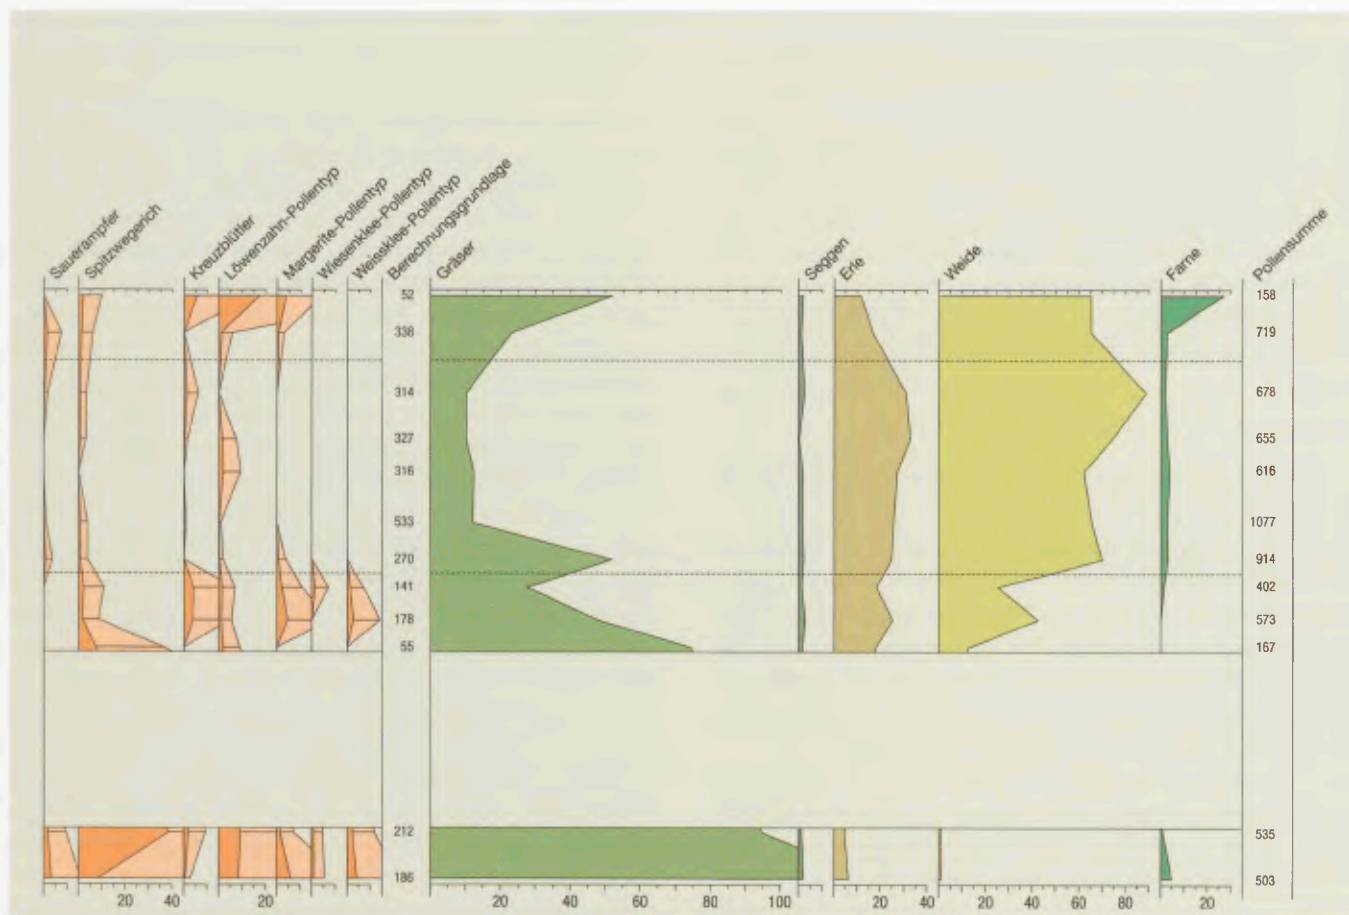 Sauerampfer
Spitzwegerich
Kreuzblütler
Löwenzahn-Pollentyp
Margerite-Pollentyp
Wiesenklee-Pollentyp
Weissklee-Pollentyp
Berechnungsgrundlage
Gräser
Seggen
Erle
Weide
Farne
Pollensumme
52 158
338 719
314 678
327 655
316 616
533 1077
270 914
141 402
178 573
55 167
212 535
186 503
20 40 20 20 40 60 80 100 20 40 20 40 60 80 20